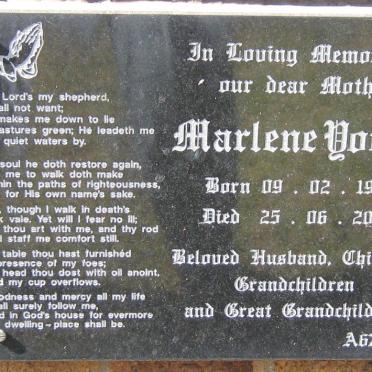 Lord's my shepherd,
all not want;
makes me down to lie
astures green; Hé leadeth me
quiet waters by.
soul he doth restore again,
me to walk doth make
hin the paths of righteousness,
for His own name's sake.
, though I walk in death's
k vale. Yet will I fear no ill;
thou art with me, and thy rod
staff me comfort still.
table thou hast furnishéd
presence of my foes;
head thou dost with oil anoint,
d my cup overflows.
odness and mercy all my life
ll surely follow me,
d in God's house for evermore
dwelling-place shall be.
In Loving Memo
our dear Moth
Marlene Yo
Born 09 . 02 . 19
Died 25 . 06 . 20
Beloved Husband, Chi
Grandchildren
and Great Grandchild
A67